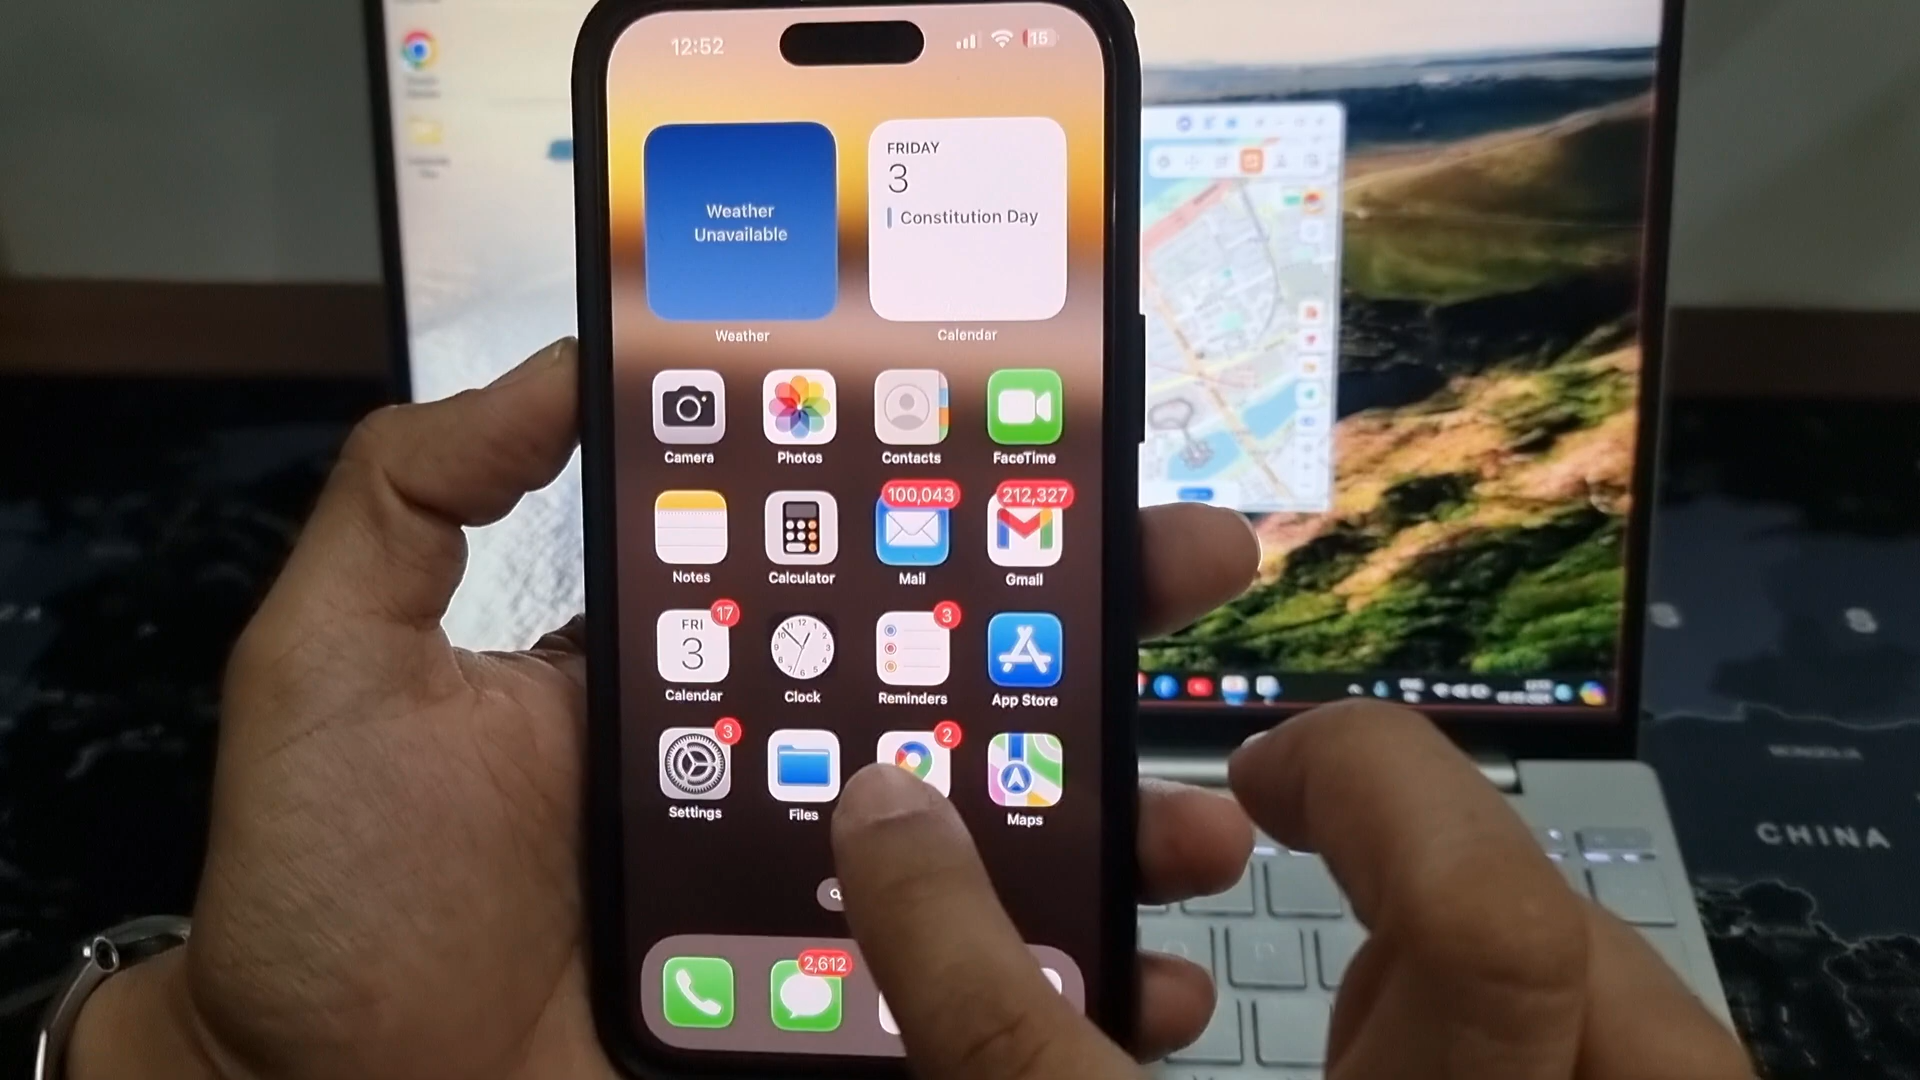 12:52
15
Weather
Unavailable
Weather
FRIDAY
3
Constitution Day
Calendar
Camera
Photos
Contacts
FaceTime
Notes
Calculator
100,043
Mail
212,327
Gmail
17
FRI
3
Calendar
Clock
3
Reminders
App Store
3
Settings
Files
2
Maps
2,612
S
S
MONGOLIA
CHINA